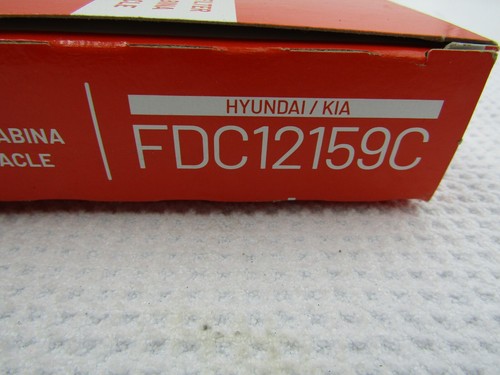 HYUNDAI / KIA
FDC12159C
ABINA
ACLE